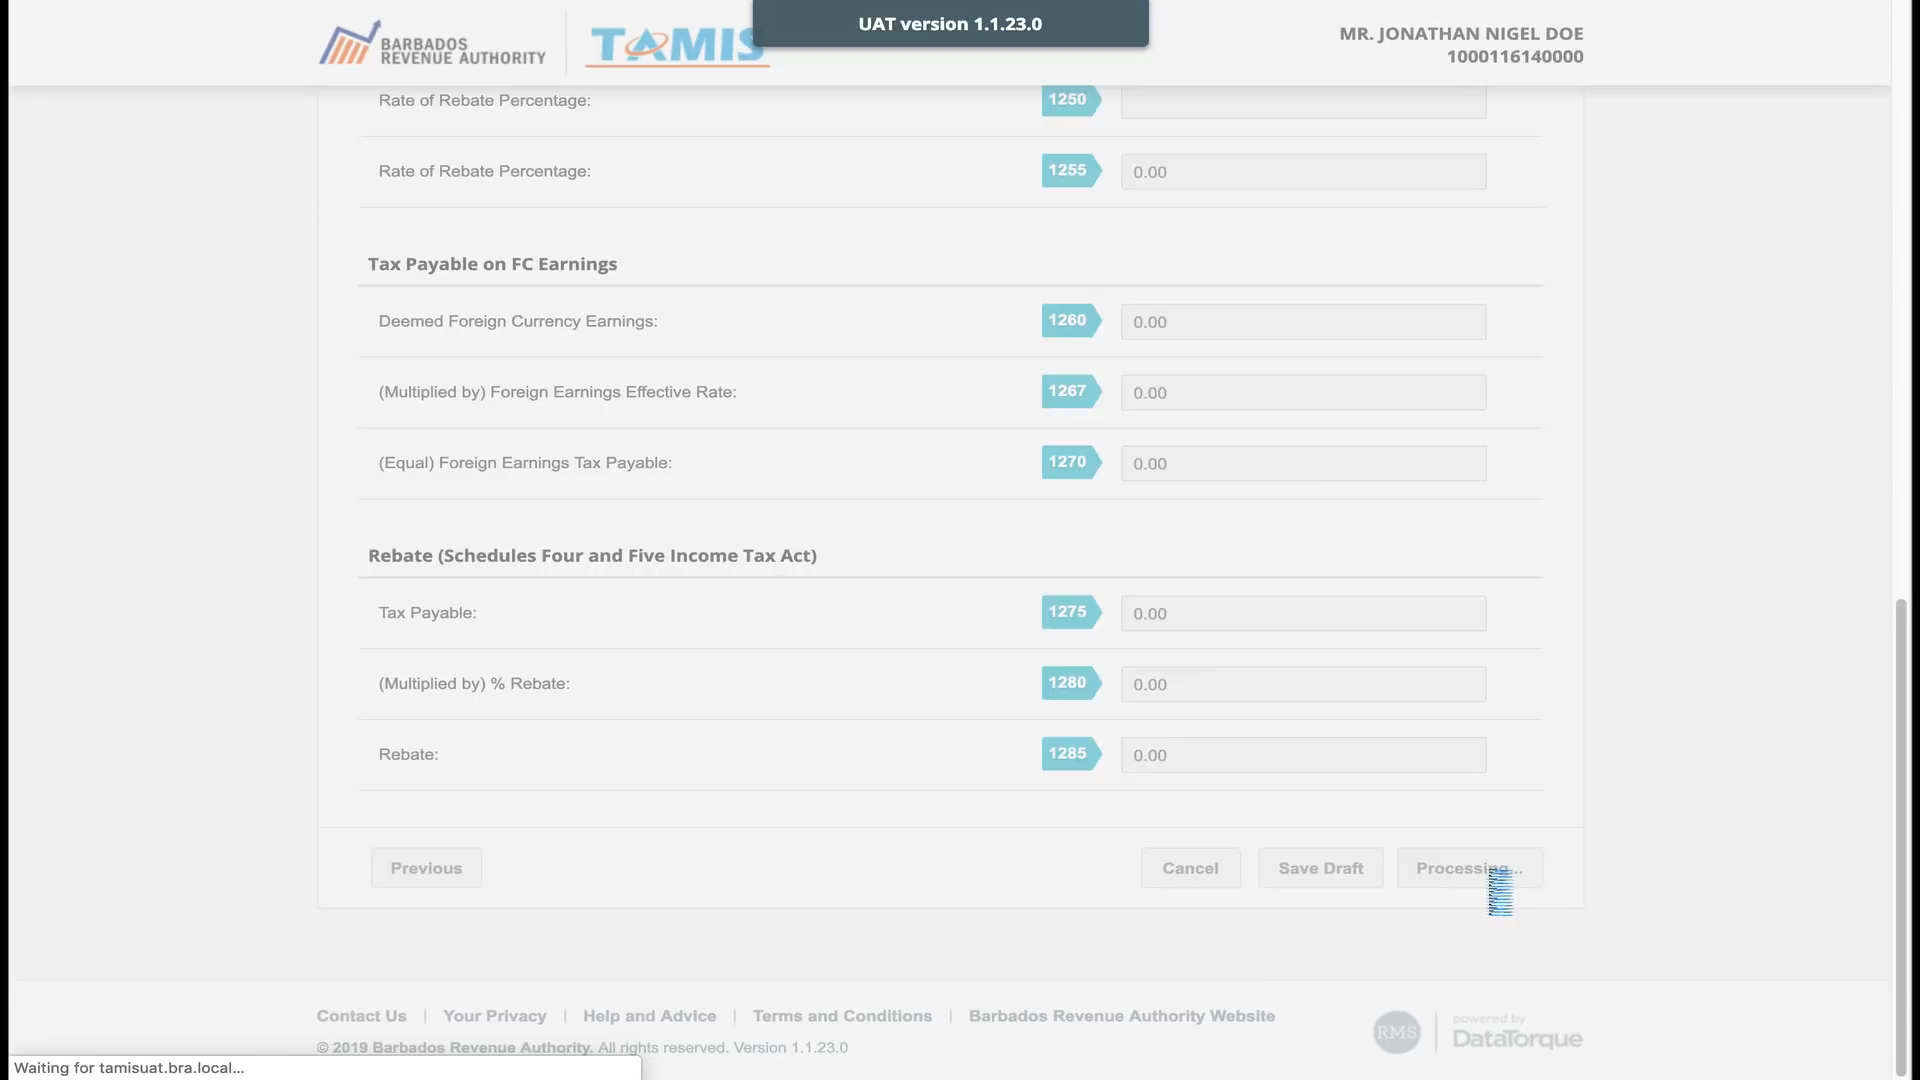 BARBADOS
REVENUE AUTHORITY
TAMIS
UAT version 1.1.23.0
MR. JONATHAN NIGEL DOE
1000116140000
Rate of Rebate Percentage: 1250
Rate of Rebate Percentage: 1255 0.00
Tax Payable on FC Earnings
Deemed Foreign Currency Earnings: 1260 0.00
(Multiplied by) Foreign Earnings Effective Rate: 1267 0.00
(Equal) Foreign Earnings Tax Payable: 1270 0.00
Rebate (Schedules Four and Five Income Tax Act)
Tax Payable: 1275 0.00
(Multiplied by) % Rebate: 1280 0.00
Rebate: 1285 0.00
Previous Cancel Save Draft Processing...
Contact Us | Your Privacy | Help and Advice | Terms and Conditions | Barbados Revenue Authority Website
© 2019 Barbados Revenue Authority. All rights reserved. Version 1.1.23.0
RMS
powered by
DataTorque
Waiting for tamisuat.bra.local...